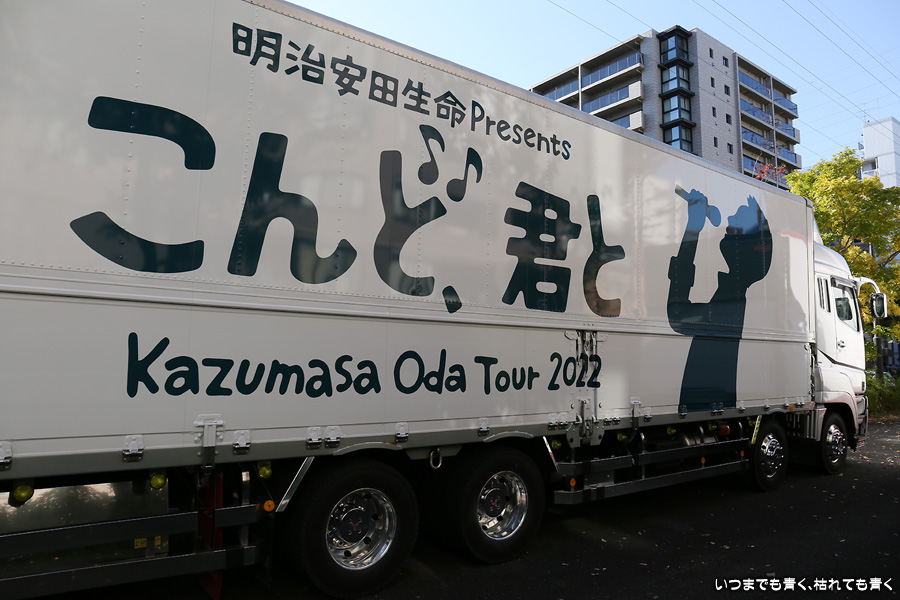 明治安田生命Presents
こんど、君と
Kazumasa Oda Tour 2022
いつまでも青く、枯れても青く